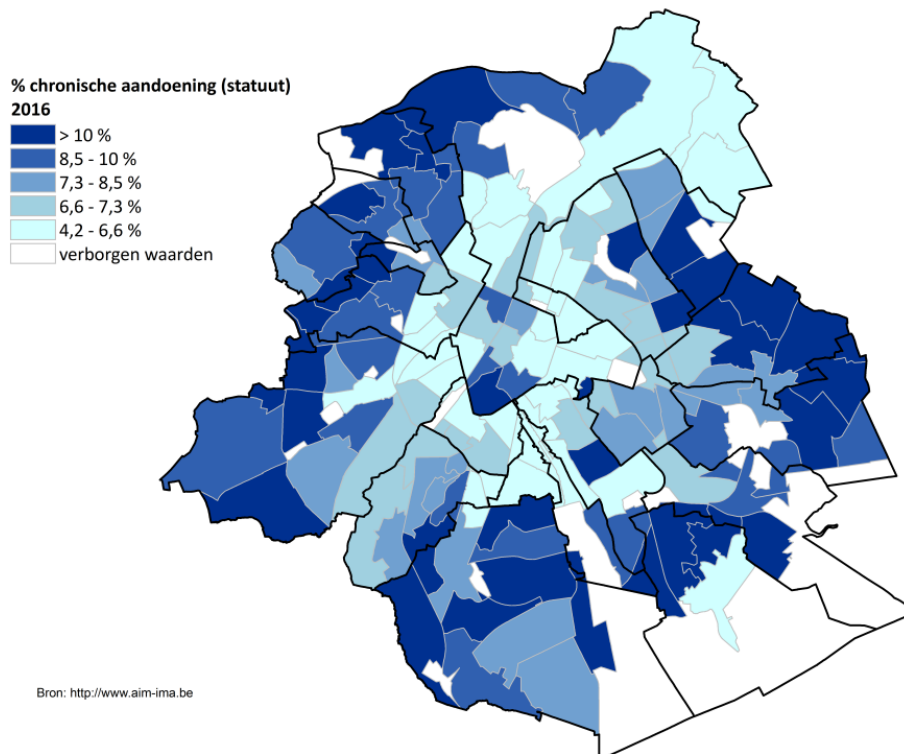 % chronische aandoening (statuut)
2016
> 10 %
8,5 - 10 %
7,3 - 8,5 %
6,6 - 7,3 %
4,2 - 6,6 %
verborgen waarden
Bron: http://www.aim-ima.be